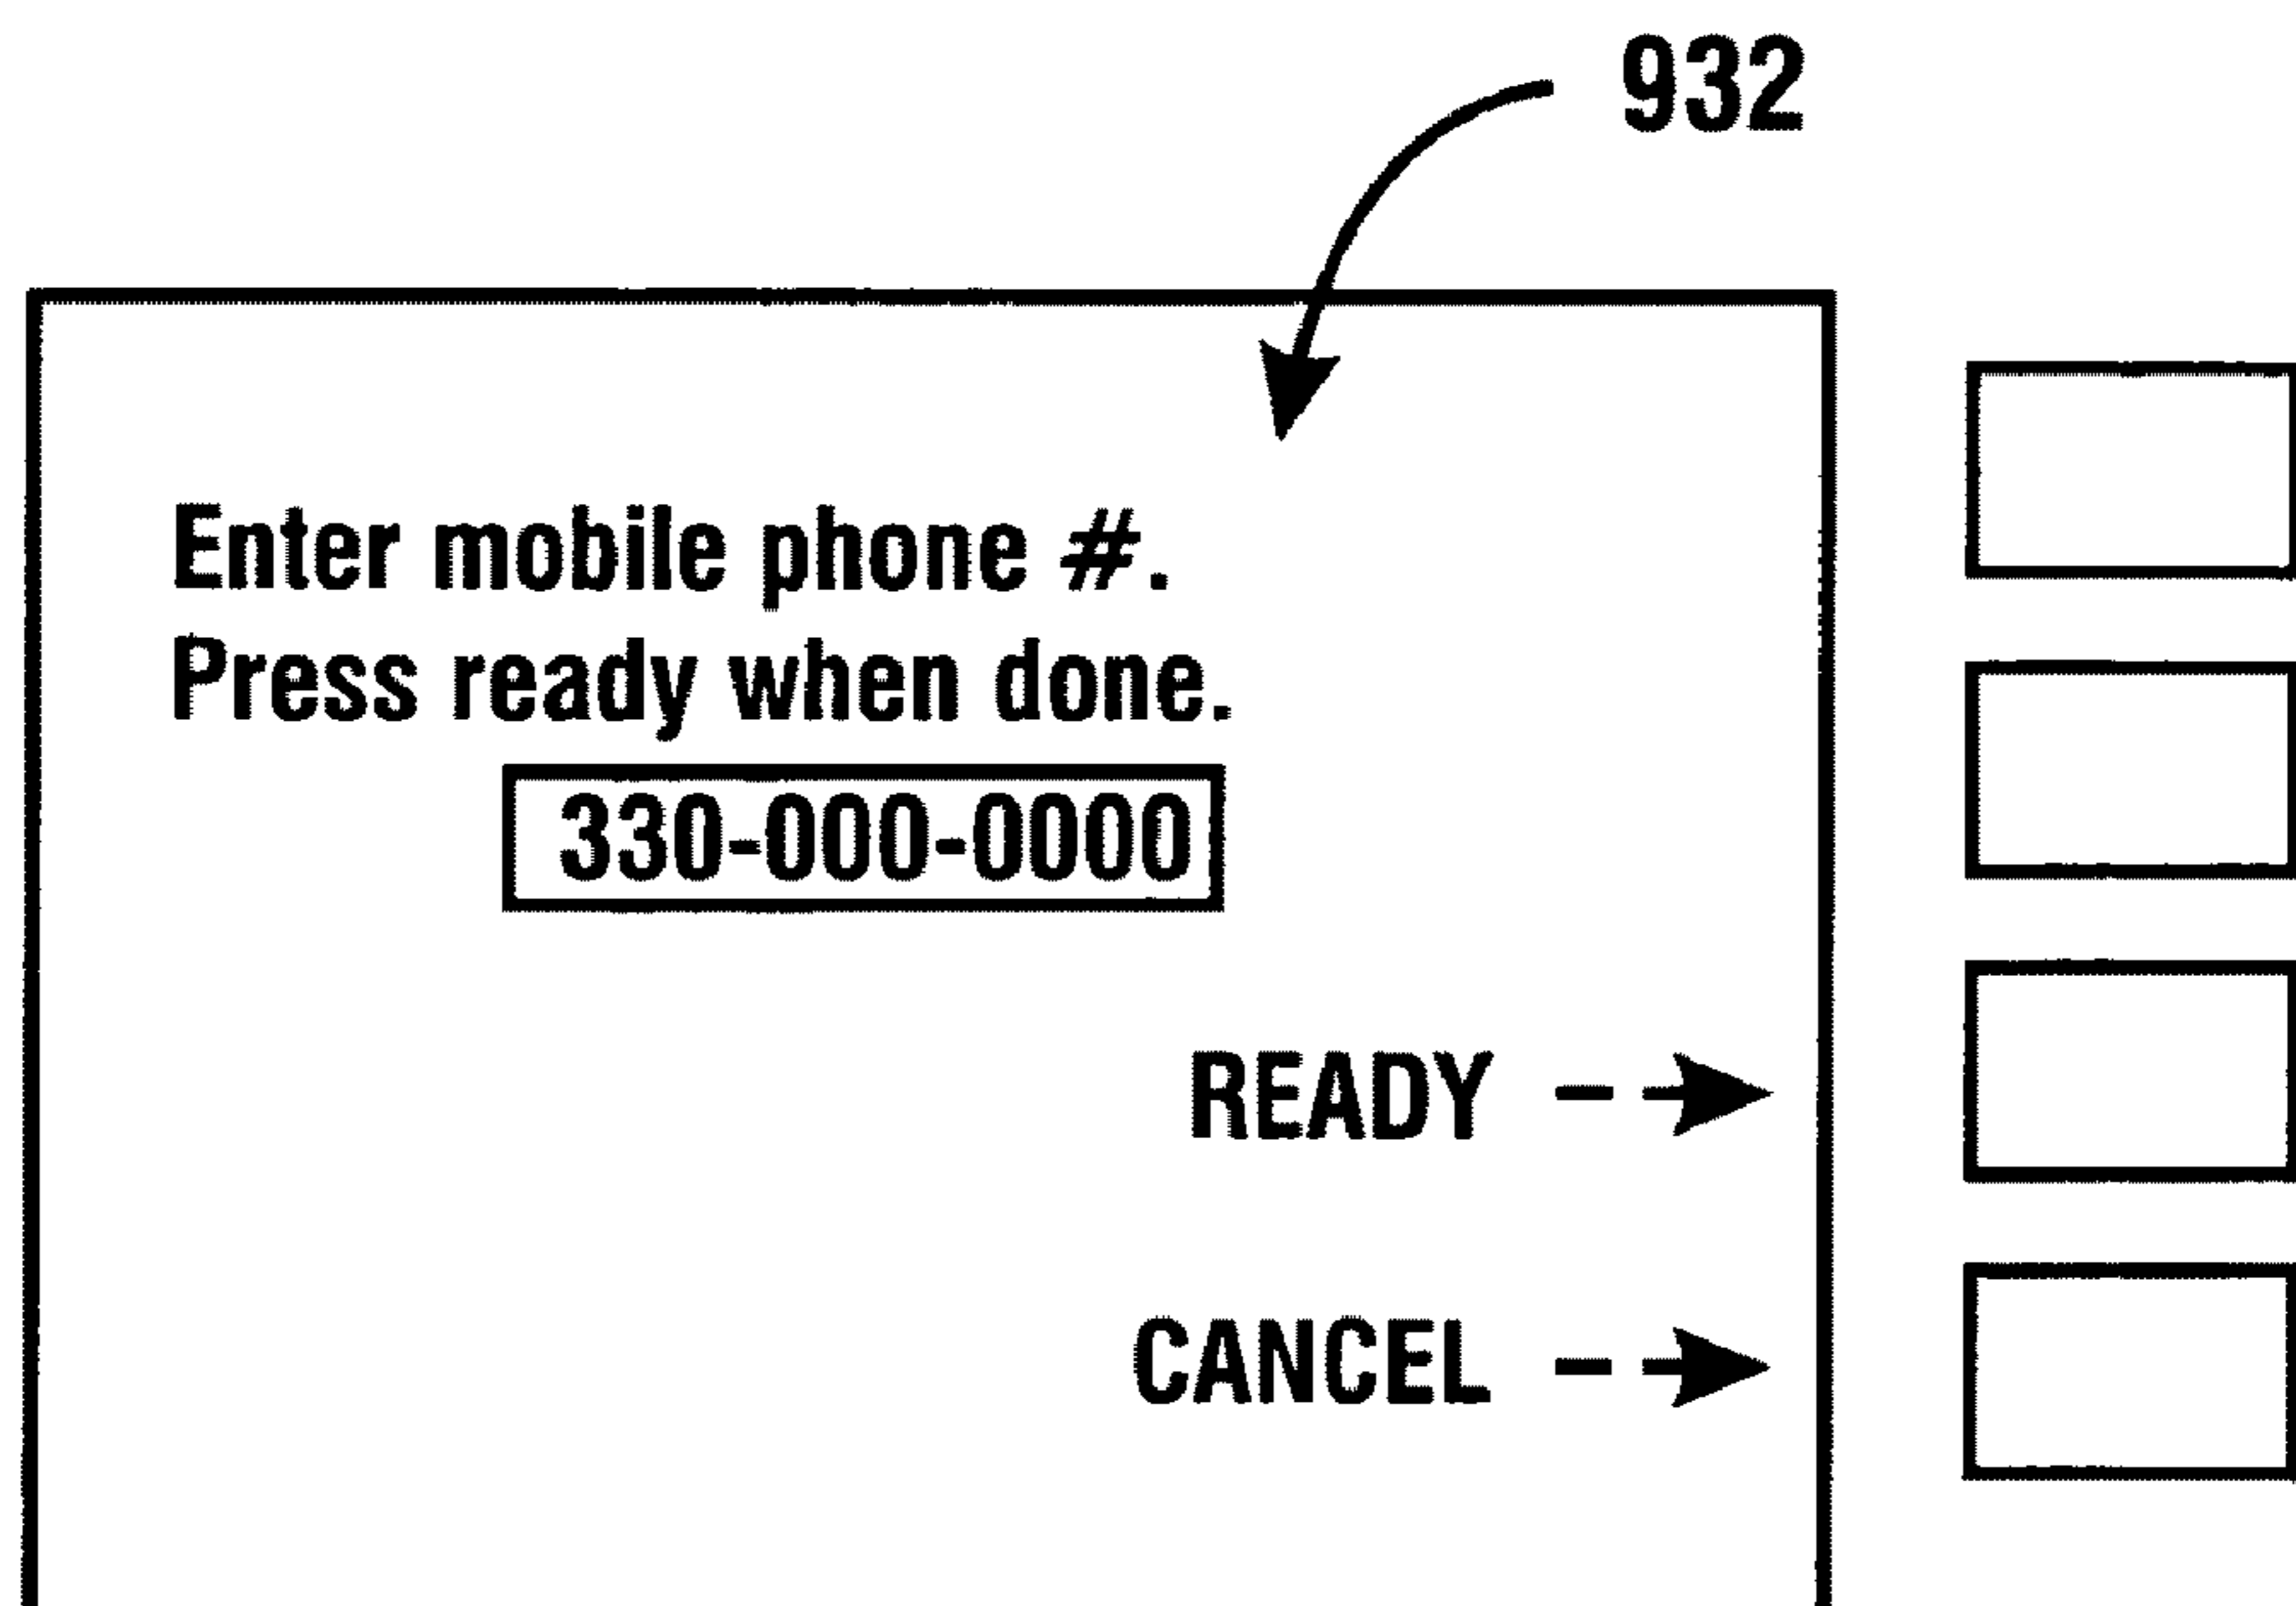 932
Enter mobile phone #.
Press ready when done.
330-000-0000
READY
CANCEL